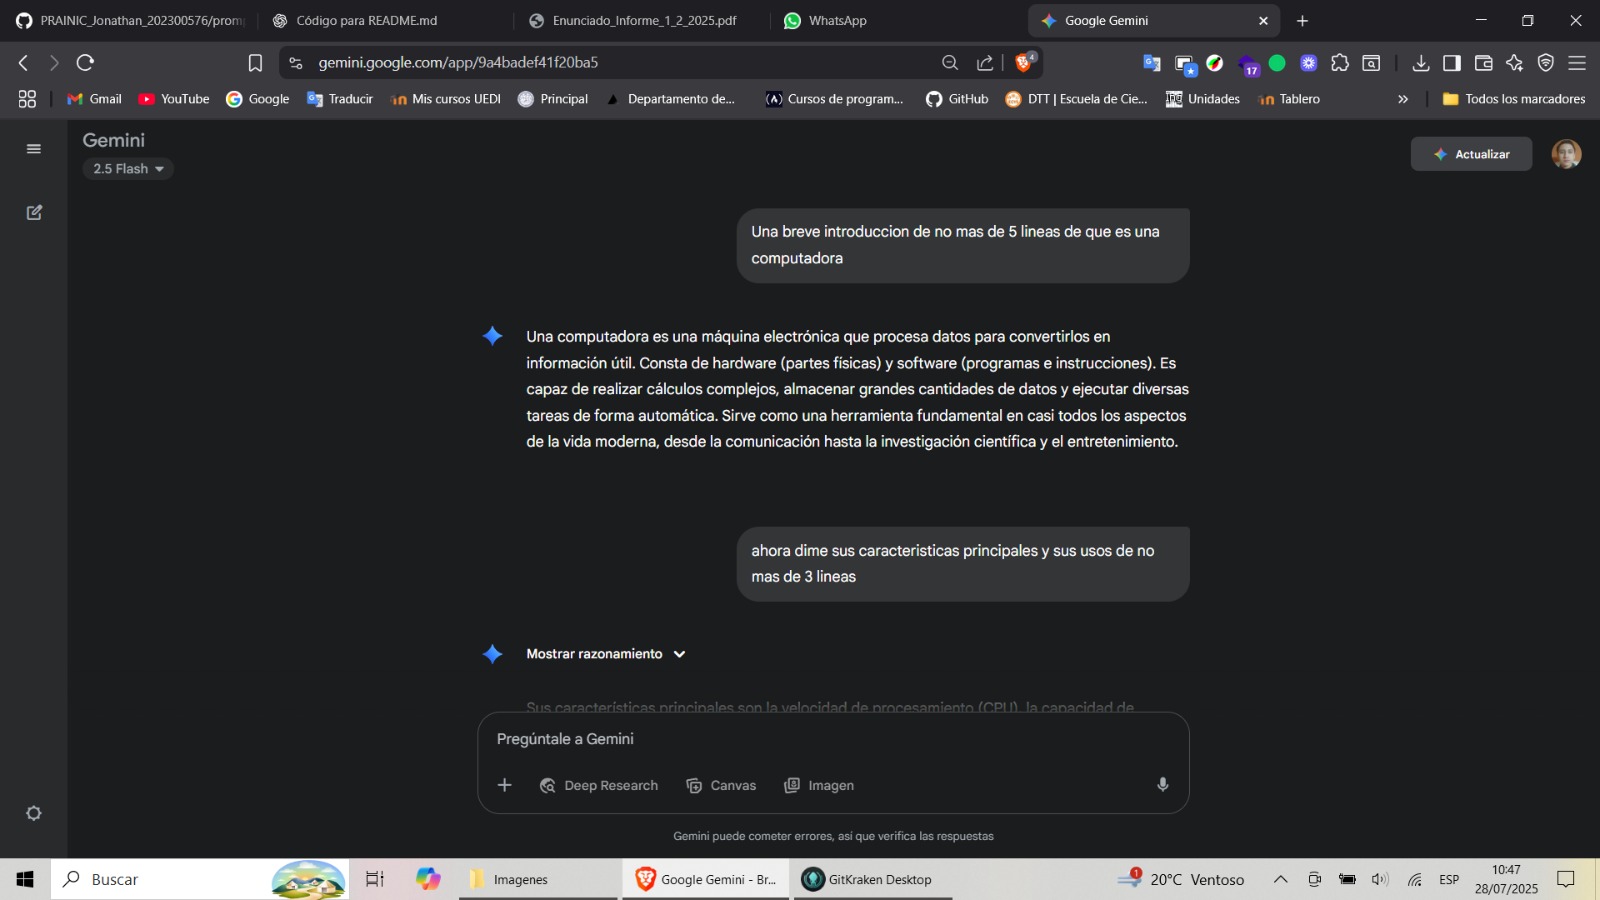 PRAINIC_Jonathan_202300576/prom
Código para README.md
Enunciado_Informe_1_2_2025.pdf
WhatsApp
Google Gemini
gemini.google.com/app/9a4badef41f20ba5
4
17
Gmail
YouTube
Google
Traducir
Mis cursos UEDI
Principal
Departamento de...
Cursos de program...
GitHub
DTT | Escuela de Cie...
Unidades
Tablero
Todos los marcadores
Gemini
2.5 Flash
Actualizar
Una breve introduccion de no mas de 5 lineas de que es una
computadora
Una computadora es una máquina electrónica que procesa datos para convertirlos en
información útil. Consta de hardware (partes físicas) y software (programas e instrucciones). Es
capaz de realizar cálculos complejos, almacenar grandes cantidades de datos y ejecutar diversas
tareas de forma automática. Sirve como una herramienta fundamental en casi todos los aspectos
de la vida moderna, desde la comunicación hasta la investigación científica y el entretenimiento.
ahora dime sus caracteristicas principales y sus usos de no
mas de 3 lineas
Mostrar razonamiento
Sus características principales son la velocidad de procesamiento (CPU), la capacidad de
Pregúntale a Gemini
Deep Research
Canvas
Imagen
Gemini puede cometer errores, así que verifica las respuestas
Buscar
Imagenes
Google Gemini - Br...
GitKraken Desktop
1
20°C Ventoso
ESP
10:47
28/07/2025